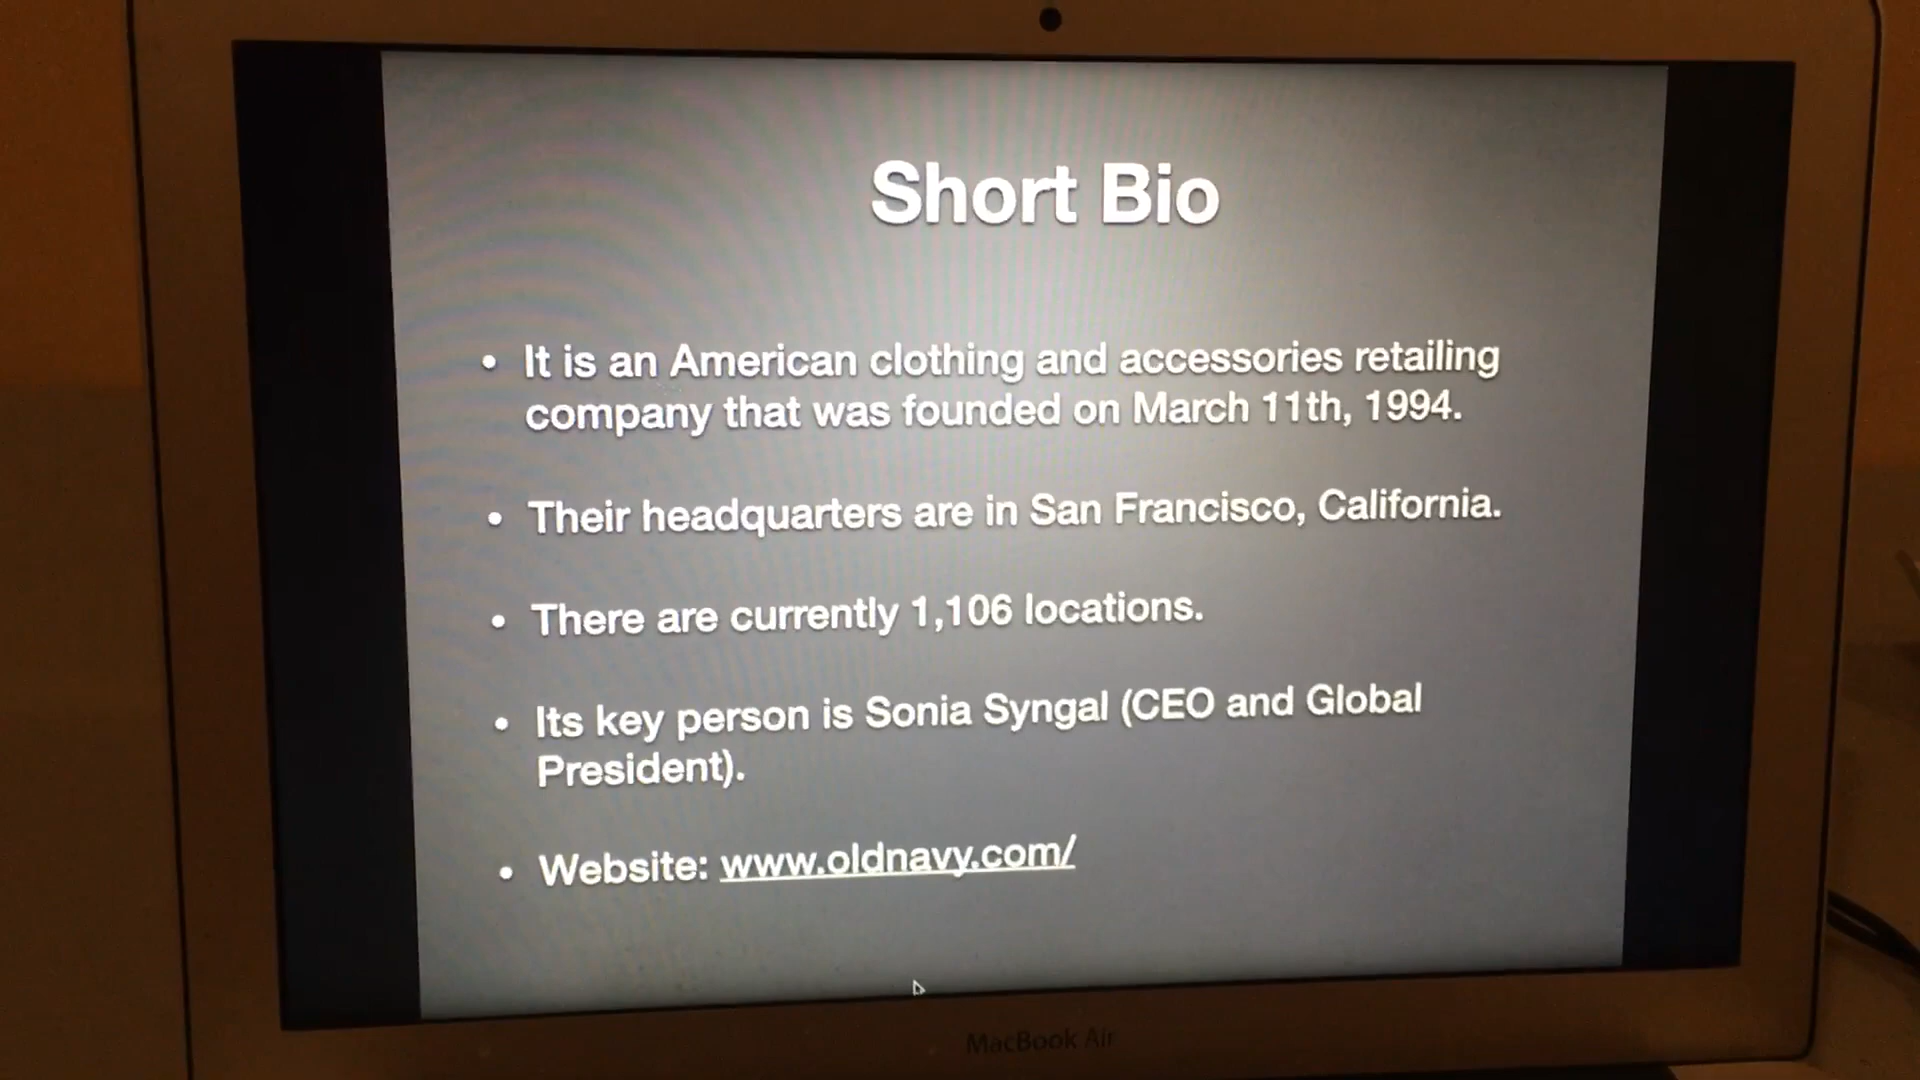 Short Bio
• It is an American clothing and accessories retailing
company that was founded on March 11th, 1994.
• Their headquarters are in San Francisco, California.
• There are currently 1,106 locations.
• Its key person is Sonia Syngal (CEO and Global
President).
• Website: www.oldnavy.com/
MacBook Air